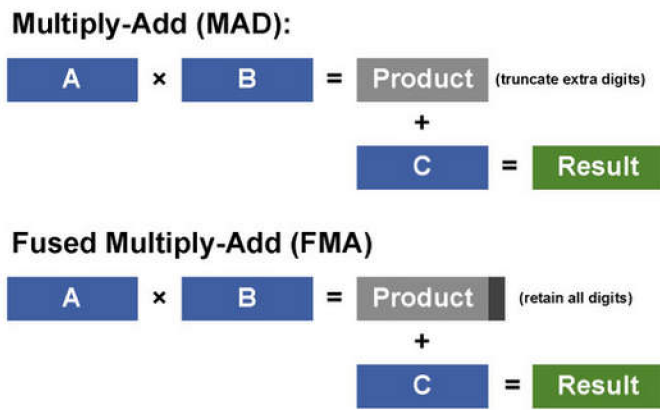 Multiply-Add (MAD):
A × B = Product (truncate extra digits)
+
C = Result
Fused Multiply-Add (FMA)
A × B = Product (retain all digits)
+
C = Result